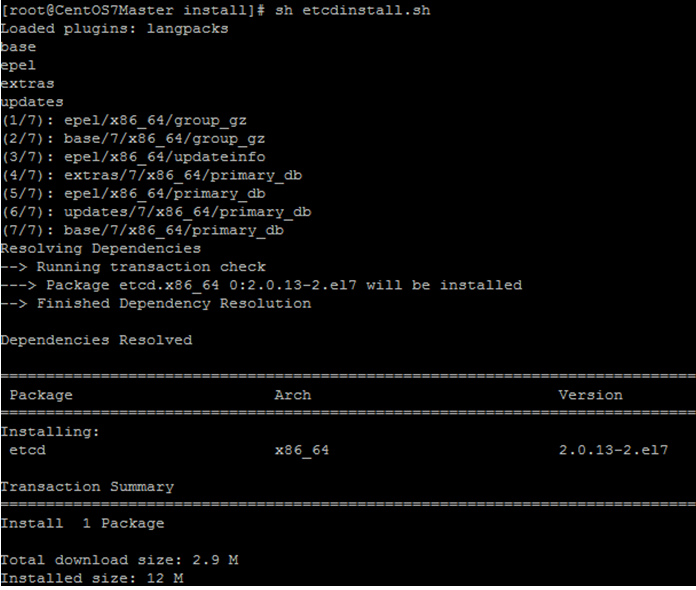 [root@CentOS7Master install]# sh etcdinstall.sh
Loaded plugins: langpacks
base
epel
extras
updates
(1/7): epel/x86_64/group_gz
(2/7): base/7/x86_64/group_gz
(3/7): epel/x86_64/updateinfo
(4/7): extras/7/x86_64/primary_db
(5/7): epel/x86_64/primary_db
(6/7): updates/7/x86_64/primary_db
(7/7): base/7/x86_64/primary_db
Resolving Dependencies
--> Running transaction check
---> Package etcd.x86_64 0:2.0.13-2.el7 will be installed
--> Finished Dependency Resolution
Dependencies Resolved
Package Arch Version
Installing:
etcd x86_64 2.0.13-2.el7
Transaction Summary
Install 1 Package
Total download size: 2.9 M
Installed size: 12 M